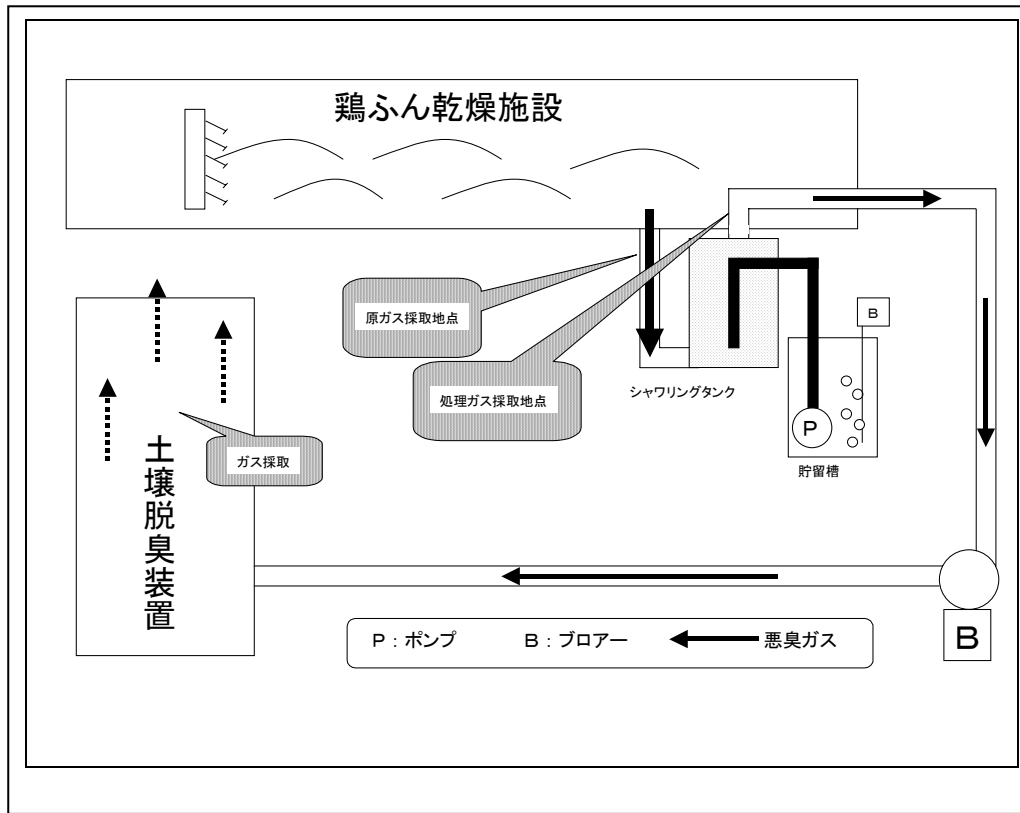 鶏ふん乾燥施設
原ガス採取地点
B
処理ガス採取地点
シャワリングタンク
P
貯留槽
ガス採取
土壌脱臭装置
P：ポンプ B：ブロアー 悪臭ガス
B